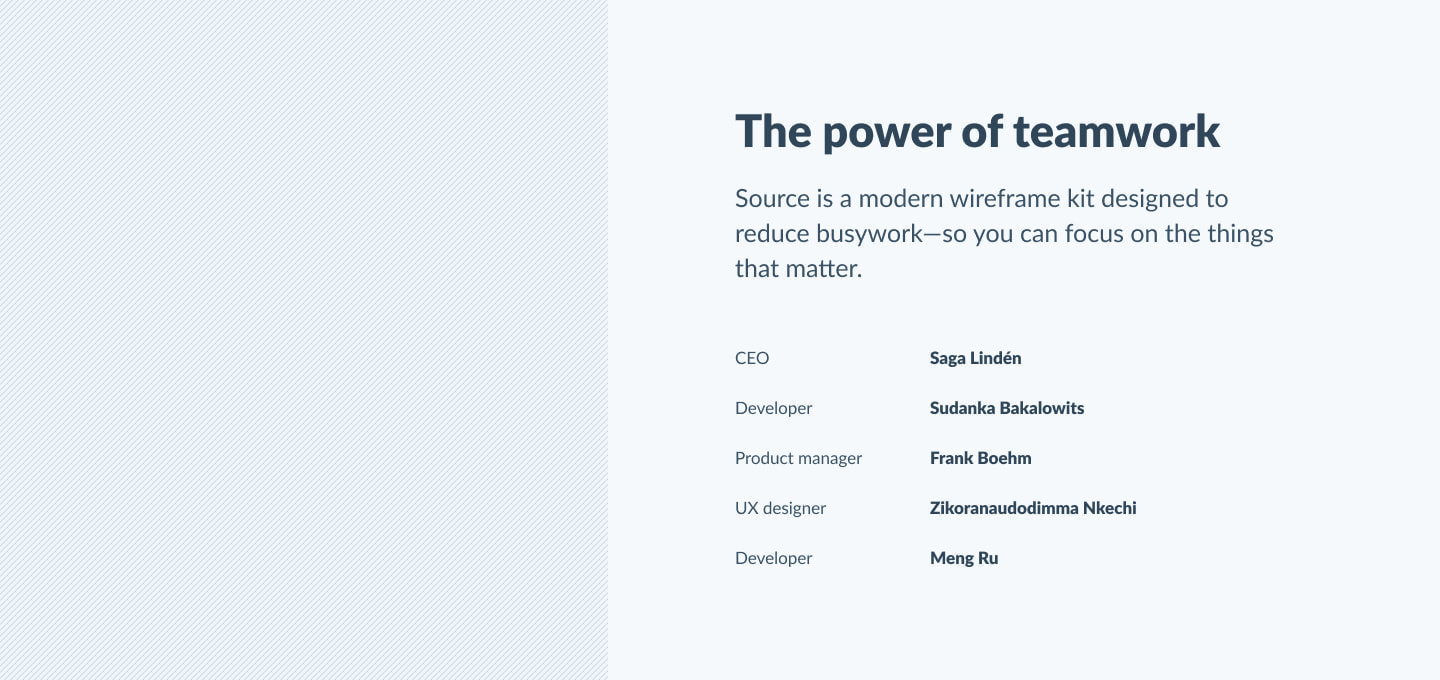 The power of teamwork
Source is a modern wireframe kit designed to
reduce busywork—so you can focus on the things
that matter.
CEO Saga Lindén
Developer Sudanka Bakalowits
Product manager Frank Boehm
UX designer Zikoranaudodimma Nkechi
Developer Meng Ru